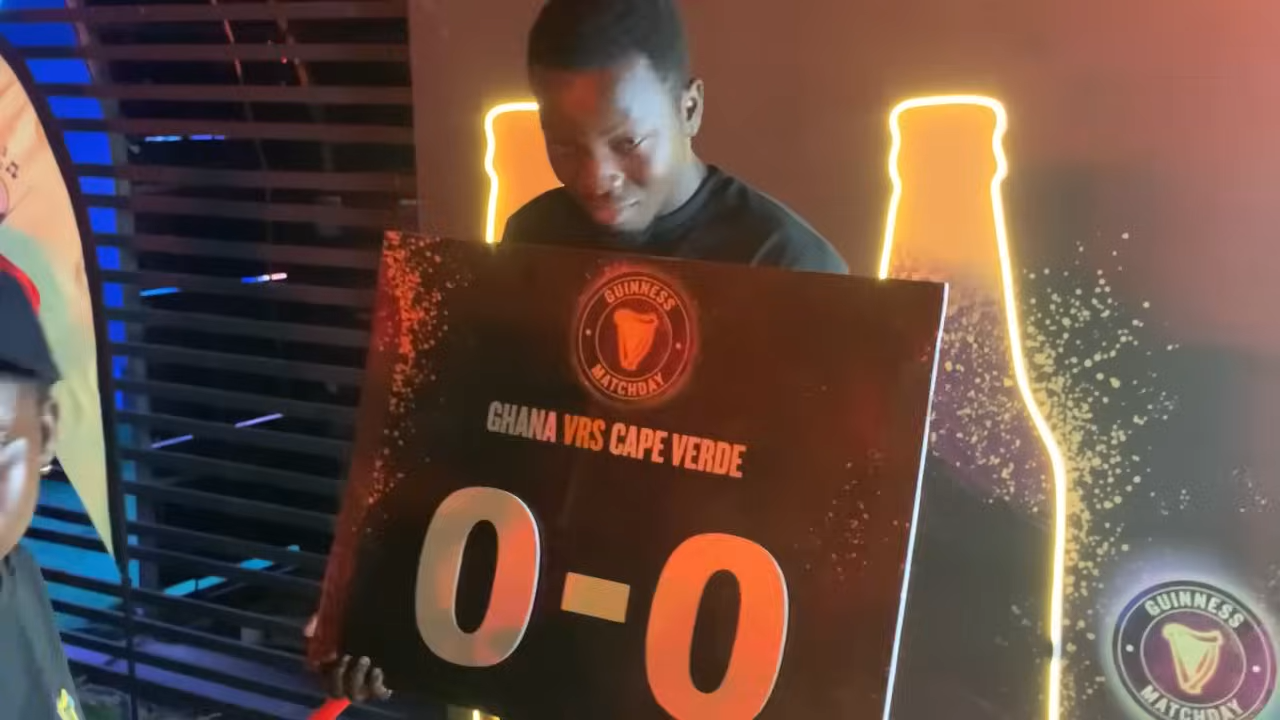 GUINNESS
MATCHDAY
GHANA VRS CAPE VERDE
0-0
GUINNESS
MATCHDAY